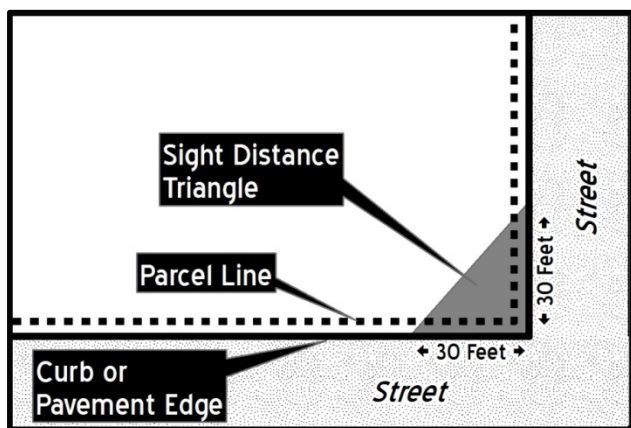 Sight Distance
Triangle
Street
Parcel Line
30 Feet
30 Feet
Curb or
Pavement Edge
Street